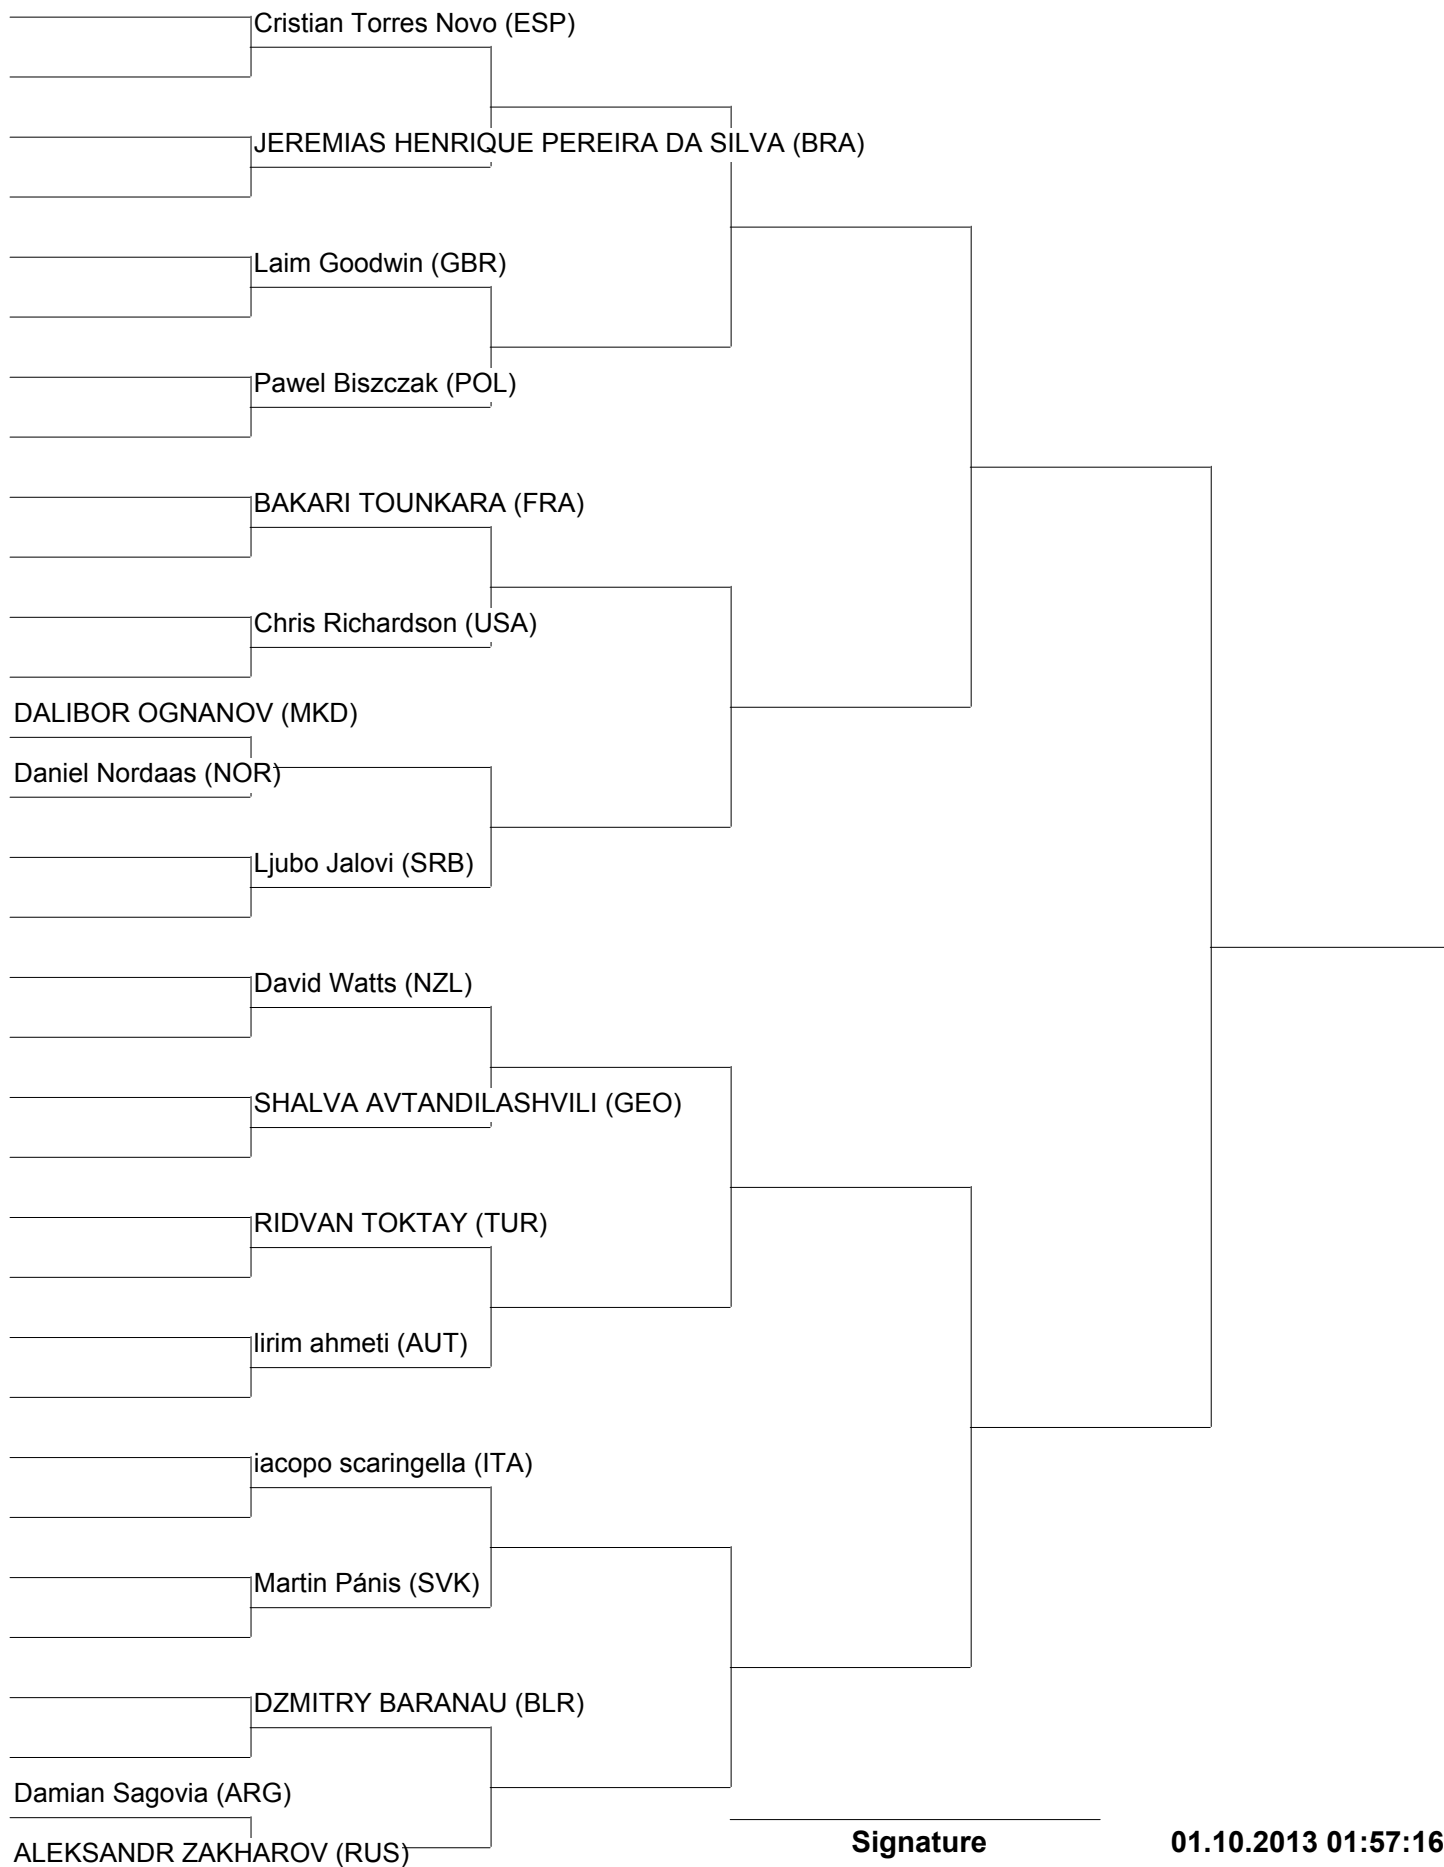 Cristian Torres Novo (ESP)
JEREMIAS HENRIQUE PEREIRA DA SILVA (BRA)
Laim Goodwin (GBR)
Pawel Biszczak (POL)
BAKARI TOUNKARA (FRA)
Chris Richardson (USA)
DALIBOR OGNANOV (MKD)
Daniel Nordaas (NOR)
Ljubo Jalovi (SRB)
David Watts (NZL)
SHALVA AVTANDILASHVILI (GEO)
RIDVAN TOKTAY (TUR)
lirim ahmeti (AUT)
iacopo scaringella (ITA)
Martin Pánis (SVK)
DZMITRY BARANAU (BLR)
Damian Sagovia (ARG)
ALEKSANDR ZAKHAROV (RUS)
Signature 01.10.2013 01:57:16